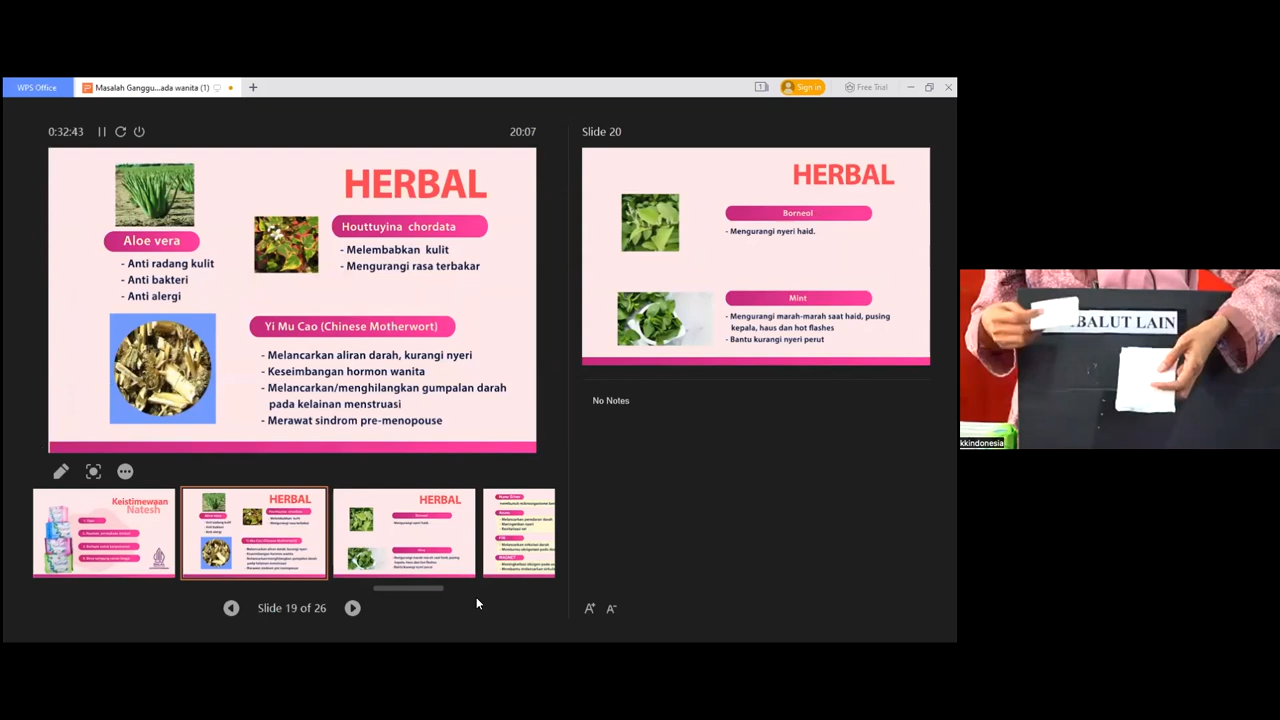 WPS Office
Masalah Ganggu...ada wanita (1)
Sign in
Free Trial
0:32:43
20:07
HERBAL
Aloe vera
- Anti radang kulit
- Anti bakteri
- Anti alergi
Houttuyina chordata
- Melembabkan kulit
- Mengurangi rasa terbakar
Yi Mu Cao (Chinese Motherwort)
- Melancarkan aliran darah, kurangi nyeri
- Keseimbangan hormon wanita
- Melancarkan/menghilangkan gumpalan darah
pada kelainan menstruasi
- Merawat sindrom pre-menopouse
Slide 20
HERBAL
Borneol
- Mengurangi nyeri haid.
Mint
- Mengurangi marah-marah saat haid, pusing
kepala, haus dan hot flashes
- Bantu kurangi nyeri perut
No Notes
BALUT LAIN
kkindonesia
Keistimewaan
Natesh
HERBAL
HERBAL
Slide 19 of 26
A+ A-